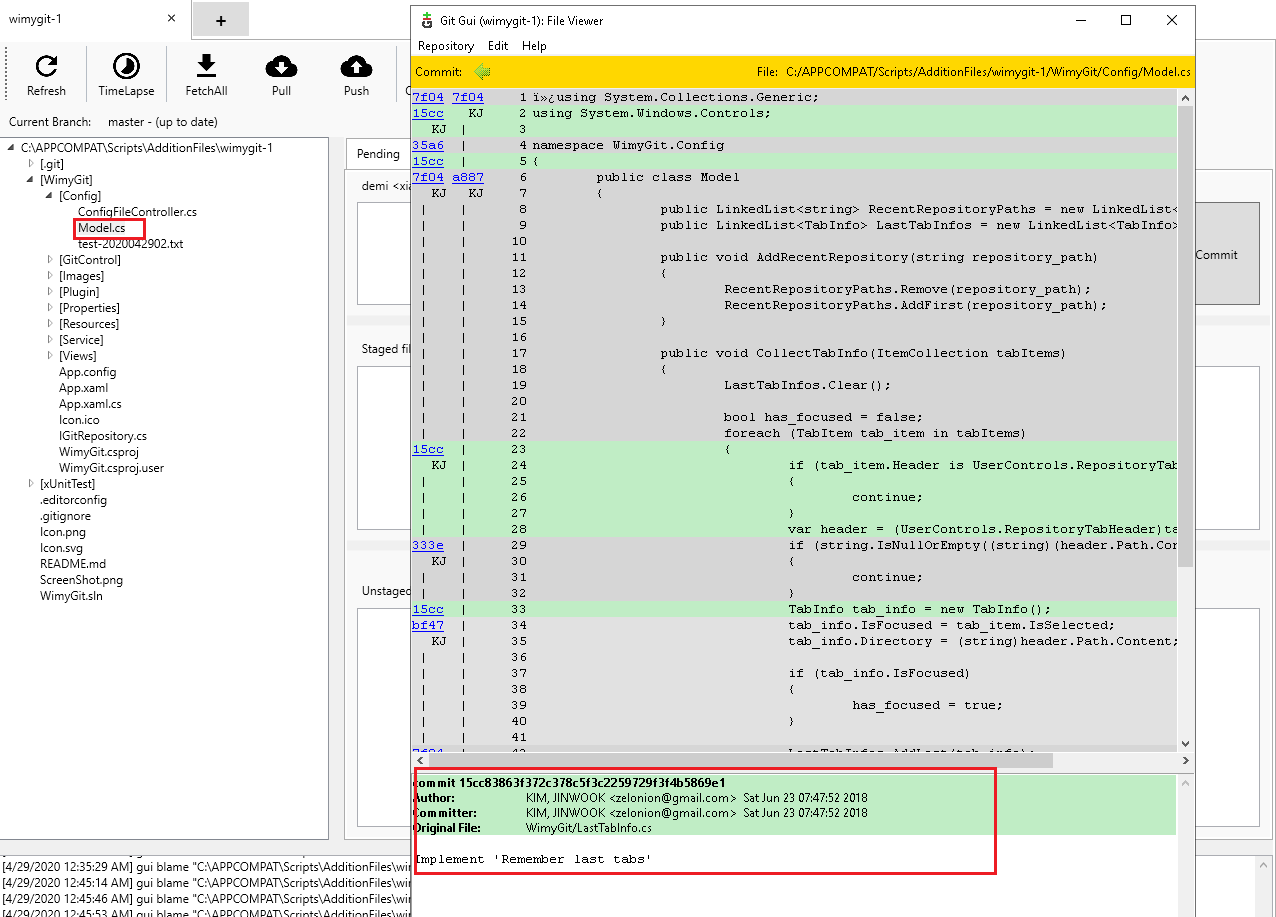 wimygit-1
Refresh
TimeLapse
FetchAll
Pull
Push
Current Branch: master - (up to date)
C:\APPCOMPAT\Scripts\AdditionFiles\wimygit-1
[.git]
[WimyGit]
[Config]
ConfigFileController.cs
Model.cs
test-2020042902.txt
[GitControl]
[Images]
[Plugin]
[Properties]
[Resources]
[Service]
[Views]
App.config
App.xaml
App.xaml.cs
Icon.ico
IGitRepository.cs
WimyGit.csproj
WimyGit.csproj.user
[xUnitTest]
.editorconfig
.gitignore
Icon.png
Icon.svg
README.md
ScreenShot.png
WimyGit.sln
Pending
demi <xia
Staged fil
Unstaged
Commit
Git Gui (wimygit-1): File Viewer
Repository Edit Help
Commit:
File: C:/APPCOMPAT/Scripts/AdditionFiles/wimygit-1/WimyGit/Config/Model.cs
7f04 7f04 1 ï»¿using System.Collections.Generic;
15cc KJ 2 using System.Windows.Controls;
KJ | 3
35a6 | 4 namespace WimyGit.Config
15cc | 5 {
7f04 a887 6 public class Model
KJ KJ 7 {
| | 8 public LinkedList<string> RecentRepositoryPaths = new LinkedList<
| | 9 public LinkedList<TabInfo> LastTabInfos = new LinkedList<TabInfo>
| | 10
| | 11 public void AddRecentRepository(string repository_path)
| | 12 {
| | 13 RecentRepositoryPaths.Remove(repository_path);
| | 14 RecentRepositoryPaths.AddFirst(repository_path);
| | 15 }
| | 16
| | 17 public void CollectTabInfo(ItemCollection tabItems)
| | 18 {
| | 19 LastTabInfos.Clear();
| | 20
| | 21 bool has_focused = false;
| | 22 foreach (TabItem tab_item in tabItems)
15cc | 23 {
KJ | 24 if (tab_item.Header is UserControls.RepositoryTab
| | 25 {
| | 26 continue;
| | 27 }
| | 28 var header = (UserControls.RepositoryTabHeader)ta
333e | 29 if (string.IsNullOrEmpty((string)(header.Path.Con
KJ | 30 {
| | 31 continue;
| | 32 }
15cc | 33 TabInfo tab_info = new TabInfo();
bf47 | 34 tab_info.IsFocused = tab_item.IsSelected;
KJ | 35 tab_info.Directory = (string)header.Path.Content;
| | 36
| | 37 if (tab_info.IsFocused)
| | 38 {
| | 39 has_focused = true;
| | 40 }
| | 41
7f04 | 42 LastTabInfos.AddLast(tab_info);
commit 15cc83863f372c378c5f3c2259729f3f4b5869e1
Author: KIM, JINWOOK <zelonion@gmail.com> Sat Jun 23 07:47:52 2018
Committer: KIM, JINWOOK <zelonion@gmail.com> Sat Jun 23 07:47:52 2018
Original File: WimyGit/LastTabInfo.cs
Implement 'Remember last tabs'
[4/29/2020 12:35:29 AM] gui blame "C:\APPCOMPAT\Scripts\AdditionFiles\wi
[4/29/2020 12:45:14 AM] gui blame "C:\APPCOMPAT\Scripts\AdditionFiles\wi
[4/29/2020 12:45:46 AM] gui blame "C:\APPCOMPAT\Scripts\AdditionFiles\wi
[4/29/2020 12:45:53 AM] gui blame "C:\APPCOMPAT\Scripts\AdditionFiles\wi